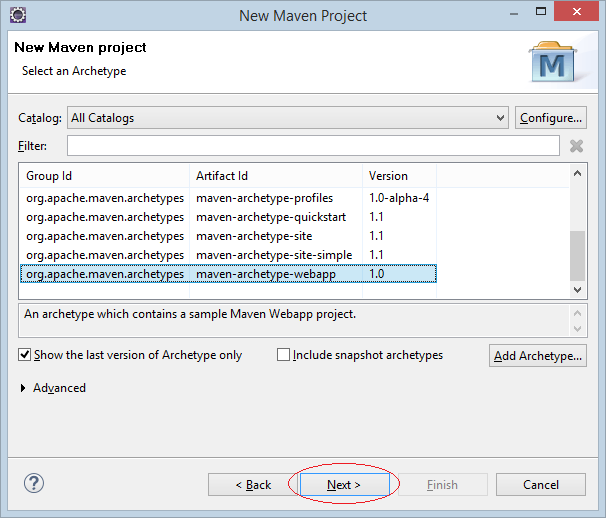 New Maven Project
New Maven project
Select an Archetype
M
Catalog: All Catalogs Configure...
Filter:
Group Id Artifact Id Version
org.apache.maven.archetypes maven-archetype-profiles 1.0-alpha-4
org.apache.maven.archetypes maven-archetype-quickstart 1.1
org.apache.maven.archetypes maven-archetype-site 1.1
org.apache.maven.archetypes maven-archetype-site-simple 1.1
org.apache.maven.archetypes maven-archetype-webapp 1.0
An archetype which contains a sample Maven Webapp project.
Show the last version of Archetype only Include snapshot archetypes Add Archetype...
Advanced
? < Back Next > Finish Cancel